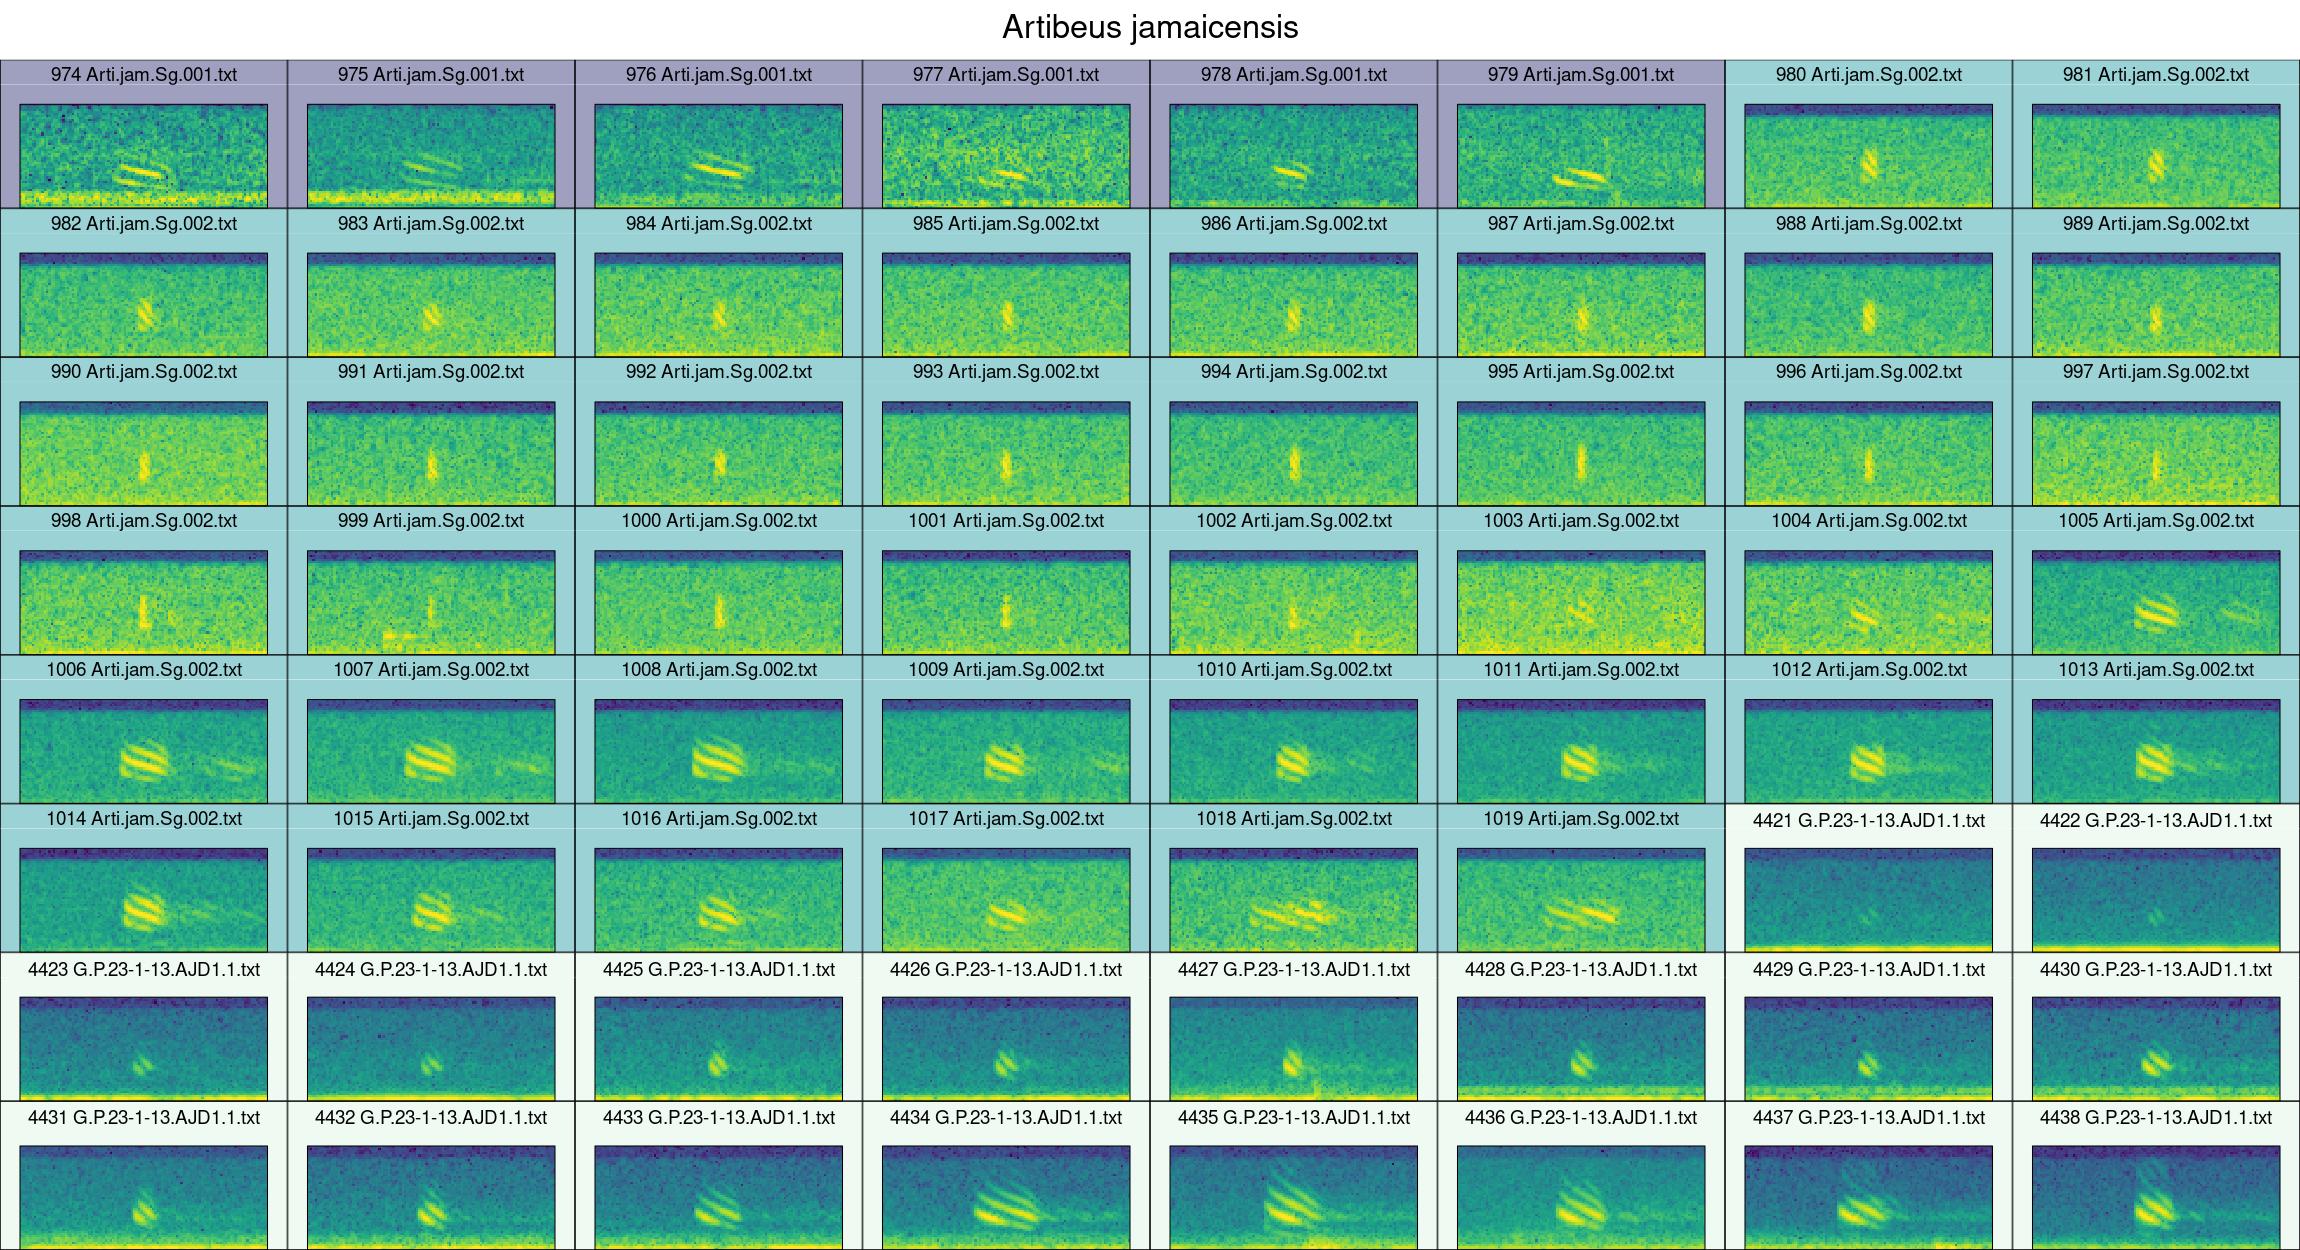 Artibeus jamaicensis
974 Arti.jam.Sg.001.txt 975 Arti.jam.Sg.001.txt 976 Arti.jam.Sg.001.txt 977 Arti.jam.Sg.001.txt 978 Arti.jam.Sg.001.txt 979 Arti.jam.Sg.001.txt 980 Arti.jam.Sg.002.txt 981 Arti.jam.Sg.002.txt
982 Arti.jam.Sg.002.txt 983 Arti.jam.Sg.002.txt 984 Arti.jam.Sg.002.txt 985 Arti.jam.Sg.002.txt 986 Arti.jam.Sg.002.txt 987 Arti.jam.Sg.002.txt 988 Arti.jam.Sg.002.txt 989 Arti.jam.Sg.002.txt
990 Arti.jam.Sg.002.txt 991 Arti.jam.Sg.002.txt 992 Arti.jam.Sg.002.txt 993 Arti.jam.Sg.002.txt 994 Arti.jam.Sg.002.txt 995 Arti.jam.Sg.002.txt 996 Arti.jam.Sg.002.txt 997 Arti.jam.Sg.002.txt
998 Arti.jam.Sg.002.txt 999 Arti.jam.Sg.002.txt 1000 Arti.jam.Sg.002.txt 1001 Arti.jam.Sg.002.txt 1002 Arti.jam.Sg.002.txt 1003 Arti.jam.Sg.002.txt 1004 Arti.jam.Sg.002.txt 1005 Arti.jam.Sg.002.txt
1006 Arti.jam.Sg.002.txt 1007 Arti.jam.Sg.002.txt 1008 Arti.jam.Sg.002.txt 1009 Arti.jam.Sg.002.txt 1010 Arti.jam.Sg.002.txt 1011 Arti.jam.Sg.002.txt 1012 Arti.jam.Sg.002.txt 1013 Arti.jam.Sg.002.txt
1014 Arti.jam.Sg.002.txt 1015 Arti.jam.Sg.002.txt 1016 Arti.jam.Sg.002.txt 1017 Arti.jam.Sg.002.txt 1018 Arti.jam.Sg.002.txt 1019 Arti.jam.Sg.002.txt 4421 G.P.23-1-13.AJD1.1.txt 4422 G.P.23-1-13.AJD1.1.txt
4423 G.P.23-1-13.AJD1.1.txt 4424 G.P.23-1-13.AJD1.1.txt 4425 G.P.23-1-13.AJD1.1.txt 4426 G.P.23-1-13.AJD1.1.txt 4427 G.P.23-1-13.AJD1.1.txt 4428 G.P.23-1-13.AJD1.1.txt 4429 G.P.23-1-13.AJD1.1.txt 4430 G.P.23-1-13.AJD1.1.txt
4431 G.P.23-1-13.AJD1.1.txt 4432 G.P.23-1-13.AJD1.1.txt 4433 G.P.23-1-13.AJD1.1.txt 4434 G.P.23-1-13.AJD1.1.txt 4435 G.P.23-1-13.AJD1.1.txt 4436 G.P.23-1-13.AJD1.1.txt 4437 G.P.23-1-13.AJD1.1.txt 4438 G.P.23-1-13.AJD1.1.txt